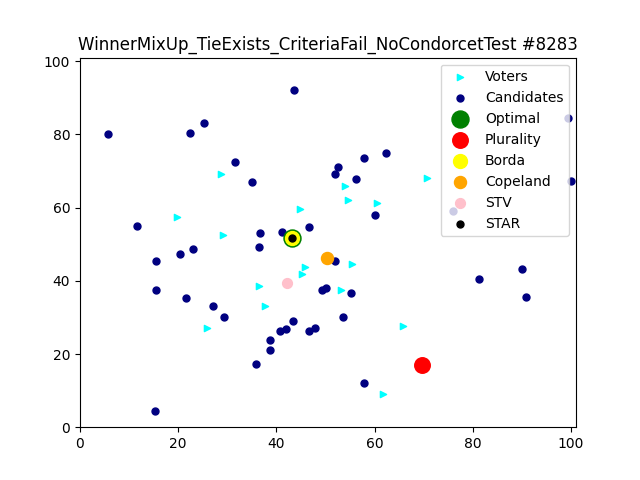 WinnerMixUp_TieExists_CriteriaFail_NoCondorcetTest #8283
100
80
60
40
20
0
0 20 40 60 80 100
Voters
Candidates
Optimal
Plurality
Borda
Copeland
STV
STAR